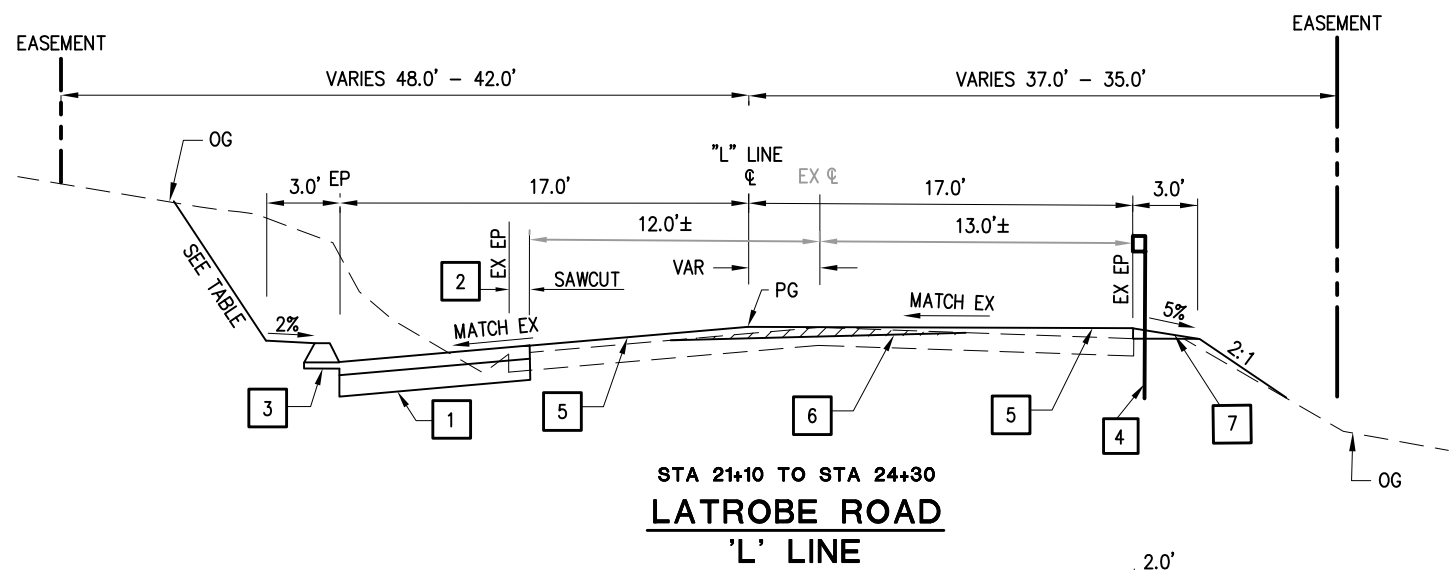 EASEMENT
EASEMENT
VARIES 48.0' - 42.0'
VARIES 37.0' - 35.0'
OG
"L" LINE
℄
EX ℄
3.0'
EP
17.0'
17.0'
3.0'
12.0'±
13.0'±
EX EP
2
SAWCUT
VAR
EX EP
PG
SEE TABLE
2%
MATCH EX
MATCH EX
5%
2:1
3
1
5
6
5
4
7
OG
STA 21+10 TO STA 24+30
LATROBE ROAD
'L' LINE
2.0'